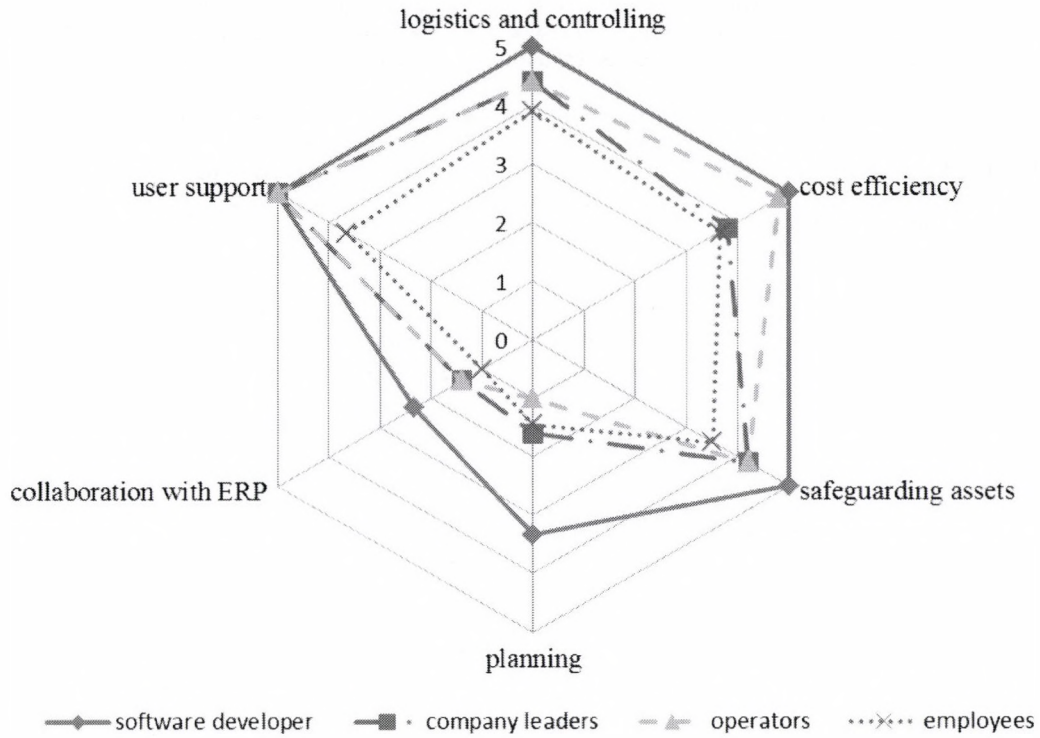 logistics and controlling
5
4
3
2
1
0
user support
cost efficiency
collaboration with ERP
safeguarding assets
planning
software developer company leaders operators employees